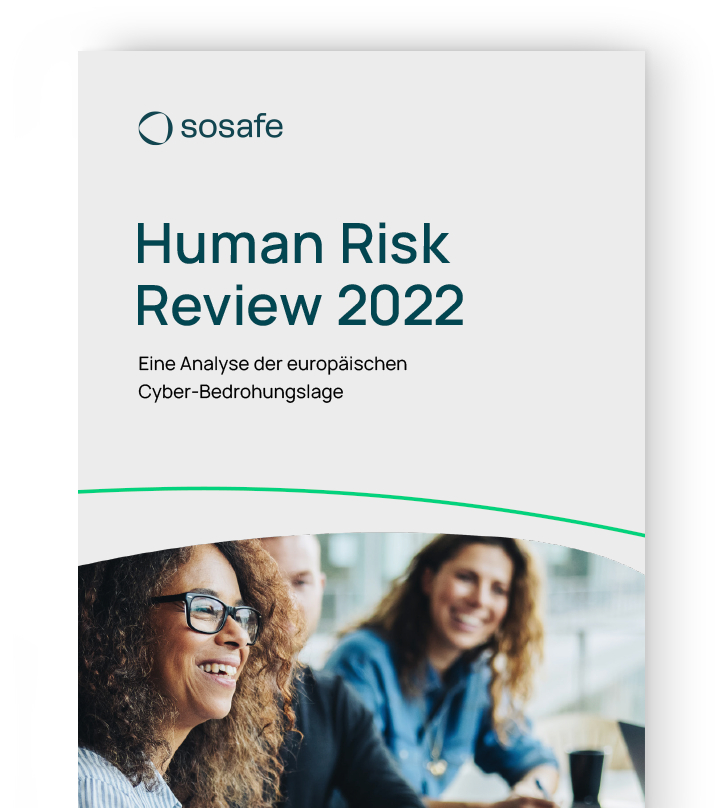 sosafe
Human Risk
Review 2022
Eine Analyse der europäischen
Cyber-Bedrohungslage